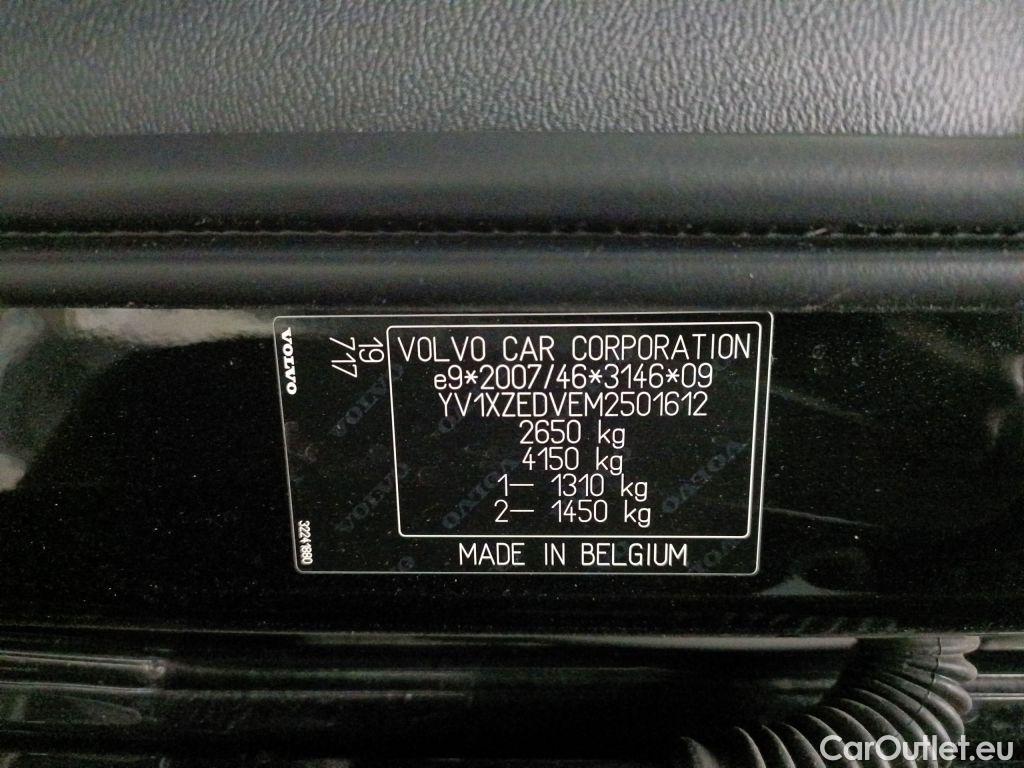 VOLVO
19
717
VOLVO CAR CORPORATION
e9*2007/46*3146*09
YV1XZEDVEM2501612
2650 kg
4150 kg
1– 1310 kg
2– 1450 kg
32241880
MADE IN BELGIUM
CarOutlet.eu